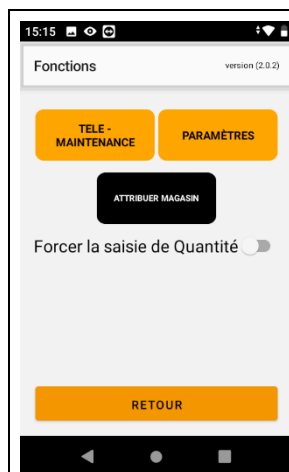 15:15
Fonctions version (2.0.2)
TELE -
MAINTENANCE
PARAMÈTRES
ATTRIBUER MAGASIN
Forcer la saisie de Quantité
RETOUR